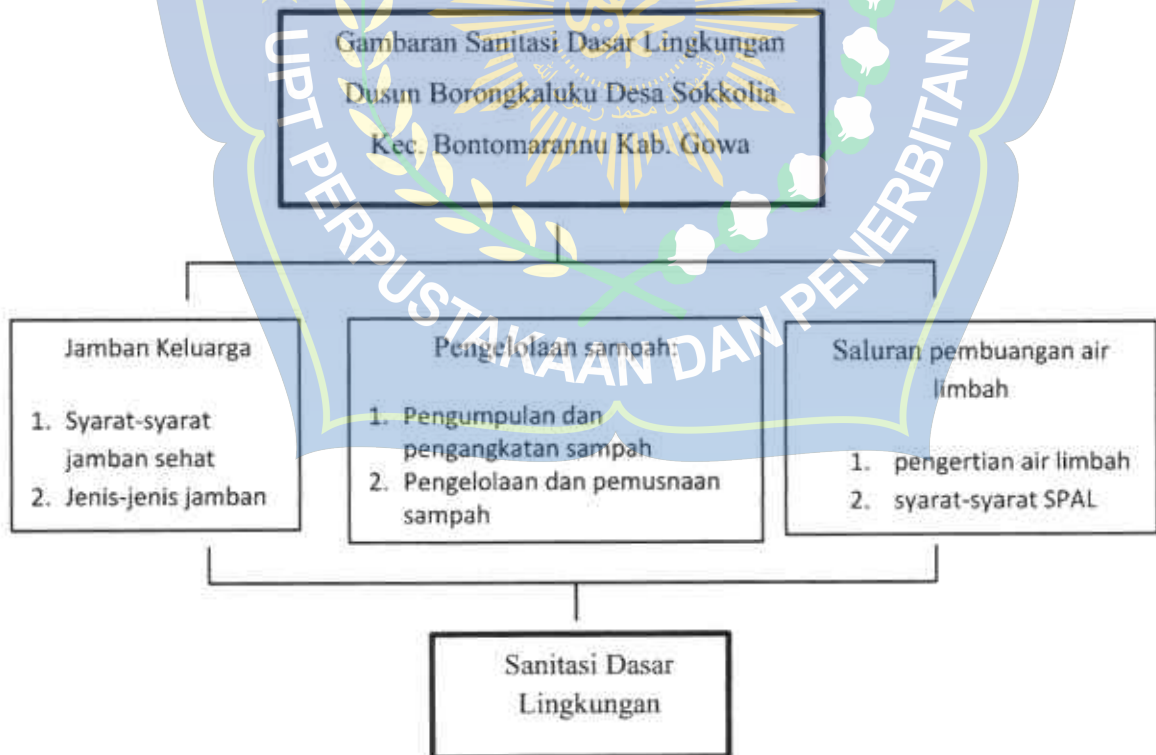 Gambaran Sanitasi Dasar Lingkungan
Dusun Borongkaluku Desa Sokkolia
Kec. Bontomarannu Kab. Gowa
UPT PERPUSTAKAAN DAN PENERBITAN
Jamban Keluarga
1. Syarat-syarat
jamban sehat
2. Jenis-jenis jamban
Pengelolaan sampah:
1. Pengumpulan dan
pengangkatan sampah
2. Pengelolaan dan pemusnaan
sampah
Saluran pembuangan air
limbah
1. pengertian air limbah
2. syarat-syarat SPAL
Sanitasi Dasar
Lingkungan